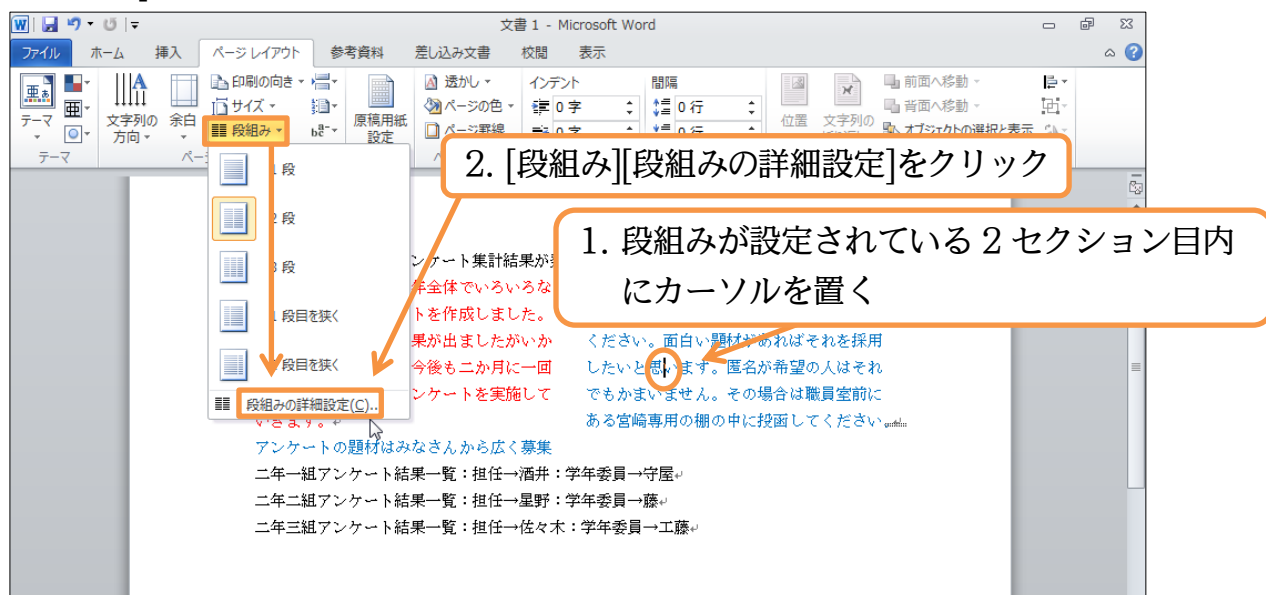 文書 1 - Microsoft Word
ファイル ホーム 挿入 ページ レイアウト 参考資料 差し込み文書 校閲 表示
印刷の向き 透かし インデント 間隔 前面へ移動
サイズ ページの色 0 字 0 行 背面へ移動
テーマ 文字列の方向 余白 段組み 原稿用紙設定 ページ罫線 0 字 0 行 位置 文字列の オブジェクトの選択と表示
テーマ
2. [段組み][段組みの詳細設定]をクリック
1. 段組みが設定されている 2 セクション目内
にカーソルを置く
1 段
2 段
3 段
1 段目を狭く
段目を狭く
段組みの詳細設定(C)...
ンケート集計結果が
年全体でいろいろな
トを作成しました。
果が出ましたがいか
今後も二か月に一回
ンケートを実施して
いきます。
アンケートの題材はみなさんから広く募集
ください。面白い題材があればそれを採用
したいと思います。匿名が希望の人はそれ
でもかまいません。その場合は職員室前に
ある宮崎専用の棚の中に投函してください
二年一組アンケート結果一覧：担任→酒井：学年委員→守屋
二年二組アンケート結果一覧：担任→星野：学年委員→藤
二年三組アンケート結果一覧：担任→佐々木：学年委員→工藤